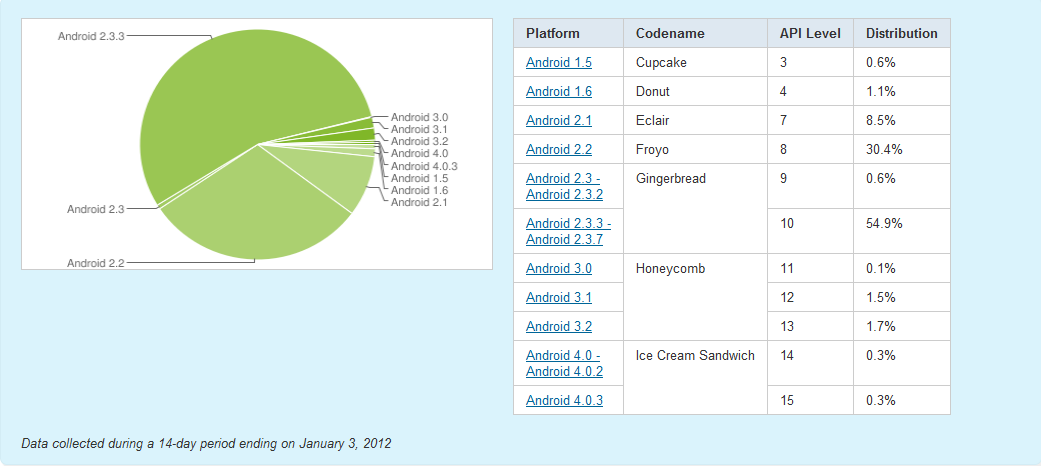 Android 2.3.3
Android 3.0
Android 3.1
Android 3.2
Android 4.0
Android 4.0.3
Android 1.5
Android 1.6
Android 2.1
Android 2.3
Android 2.2
Platform Codename API Level Distribution
Android 1.5 Cupcake 3 0.6%
Android 1.6 Donut 4 1.1%
Android 2.1 Eclair 7 8.5%
Android 2.2 Froyo 8 30.4%
Android 2.3 - Gingerbread 9 0.6%
Android 2.3.2
Android 2.3.3 - 10 54.9%
Android 2.3.7
Android 3.0 Honeycomb 11 0.1%
Android 3.1 12 1.5%
Android 3.2 13 1.7%
Android 4.0 - Ice Cream Sandwich 14 0.3%
Android 4.0.2
Android 4.0.3 15 0.3%
Data collected during a 14-day period ending on January 3, 2012